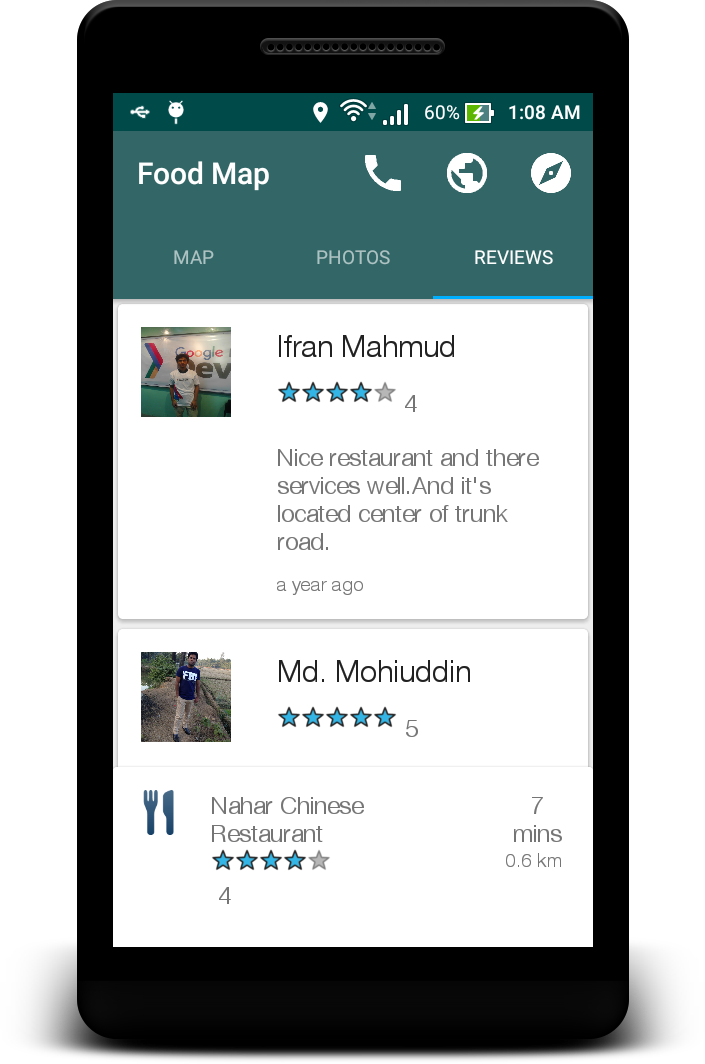 60% 1:08 AM
Food Map
MAP PHOTOS REVIEWS
Google
Dev
Ifran Mahmud
4
Nice restaurant and there
services well.And it's
located center of trunk
road.
a year ago
Md. Mohiuddin
5
Nahar Chinese 7
Restaurant mins
0.6 km
4